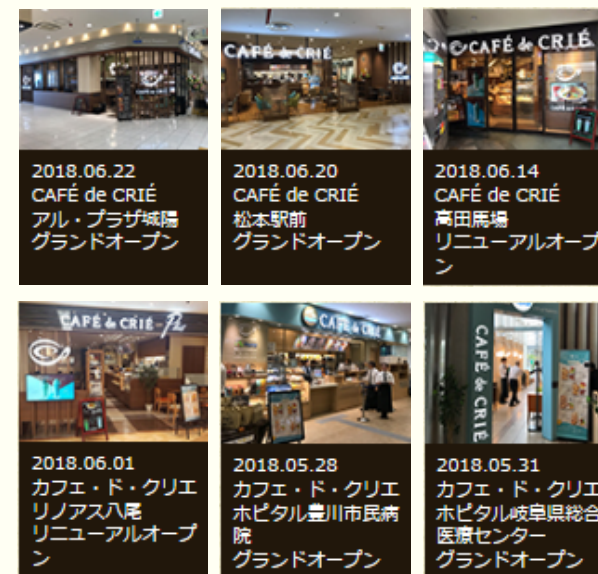 CAFÉ de CRIÉ
CAFÉ de CRIÉ
2018.06.22
CAFÉ de CRIÉ
アル・プラザ城陽
グランドオープン
2018.06.20
CAFÉ de CRIÉ
松本駅前
グランドオープン
2018.06.14
CAFÉ de CRIÉ
高田馬場
リニューアルオープ
ン
CAFÉ de CRIÉ
CAFÉ de CRIÉ
2018.06.01
カフェ・ド・クリエ
リノアス八尾
リニューアルオープ
ン
2018.05.28
カフェ・ド・クリエ
ホピタル豊川市民病
院
グランドオープン
2018.05.31
カフェ・ド・クリエ
ホピタル岐阜県総合
医療センター
グランドオープン